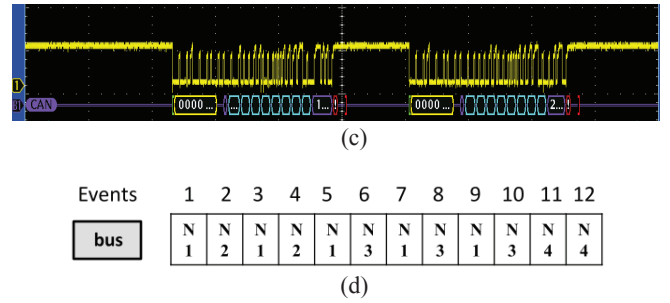 1
B1 CAN 0000 ... ... 1... ! 0000 ... 2... !
(c)
Events 1 2 3 4 5 6 7 8 9 10 11 12
bus N N N N N N N N N N N N
1 2 1 2 1 3 1 3 1 3 4 4
(d)